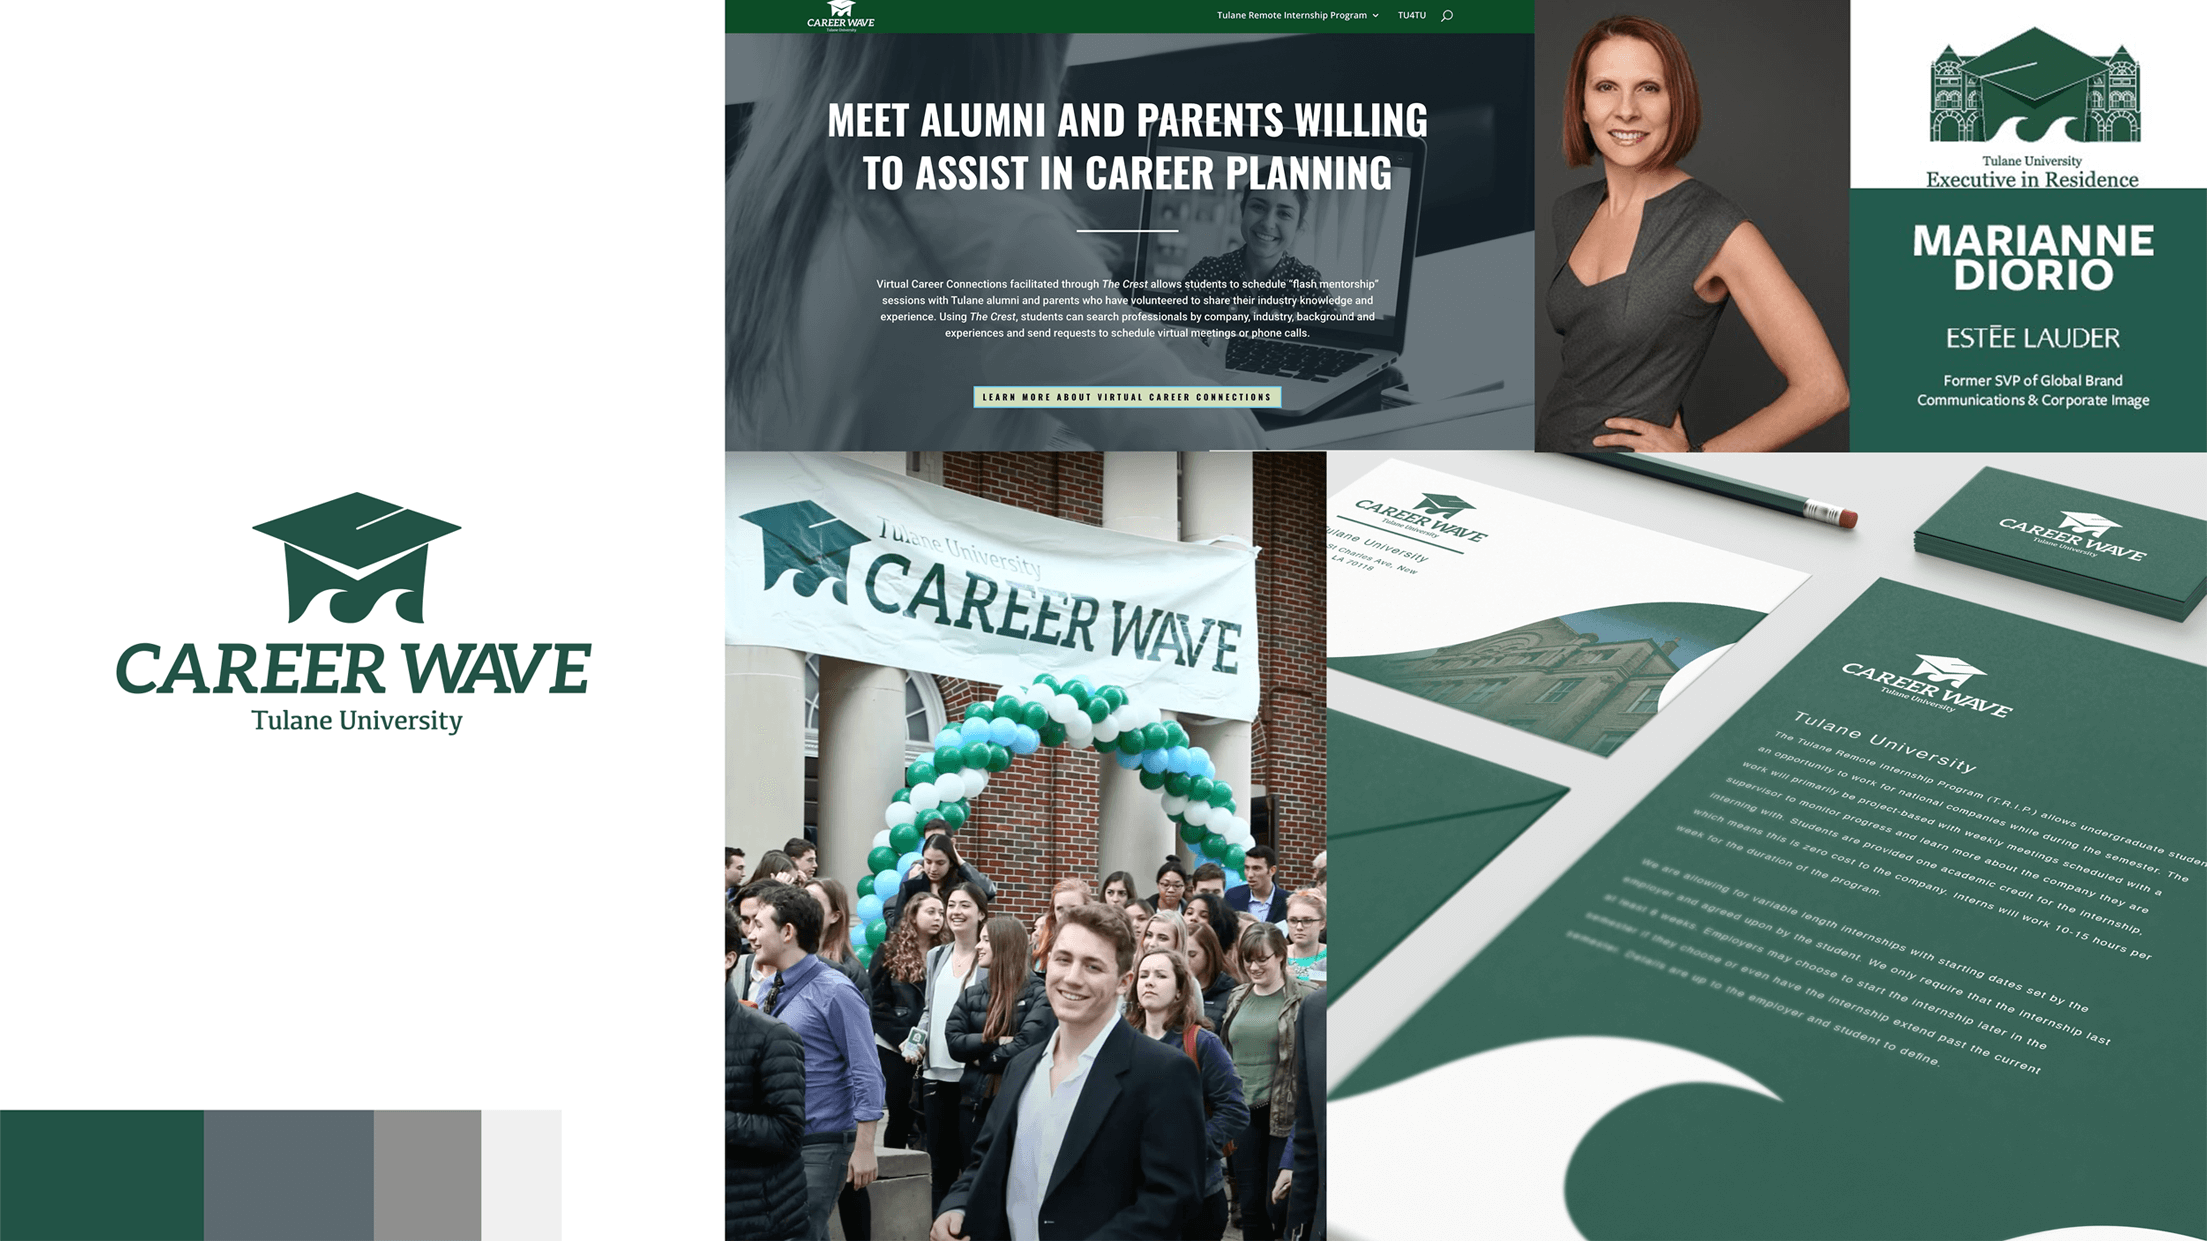 CAREER WAVE
Tulane University
CAREER WAVE
Tulane University
Tulane Remote Internship Program
TU4TU
MEET ALUMNI AND PARENTS WILLING
TO ASSIST IN CAREER PLANNING
Virtual Career Connections facilitated through The Crest allows students to schedule “flash mentorship”
sessions with Tulane alumni and parents who have volunteered to share their industry knowledge and
experience. Using The Crest, students can search professionals by company, industry, background and
experiences and send requests to schedule virtual meetings or phone calls.
LEARN MORE ABOUT VIRTUAL CAREER CONNECTIONS
Tulane University
Executive in Residence
MARIANNE
DIORIO
ESTĒE LAUDER
Former SVP of Global Brand
Communications & Corporate Image
Tulane University
CAREER WAVE
CAREER WAVE
Tulane University
ulane University
St Charles Ave, New
LA 70118
CAREER WAVE
Tulane University
CAREER WAVE
Tulane University
Tulane University
The Tulane Remote Internship Program (T.R.I.P.) allows undergraduate studen
an opportunity to work for national companies while during the semester. The
work will primarily be project-based with weekly meetings scheduled with a
supervisor to monitor progress and learn more about the company they are
interning with. Students are provided one academic credit for the internship,
which means this is zero cost to the company. Interns will work 10-15 hours per
week for the duration of the program.
We are allowing for variable length internships with starting dates set by the
employer and agreed upon by the student. We only require that the internship last
at least 6 weeks. Employers may choose to start the internship later in the
semester if they choose or even have the internship extend past the current
semester. Details are up to the employer and student to define.